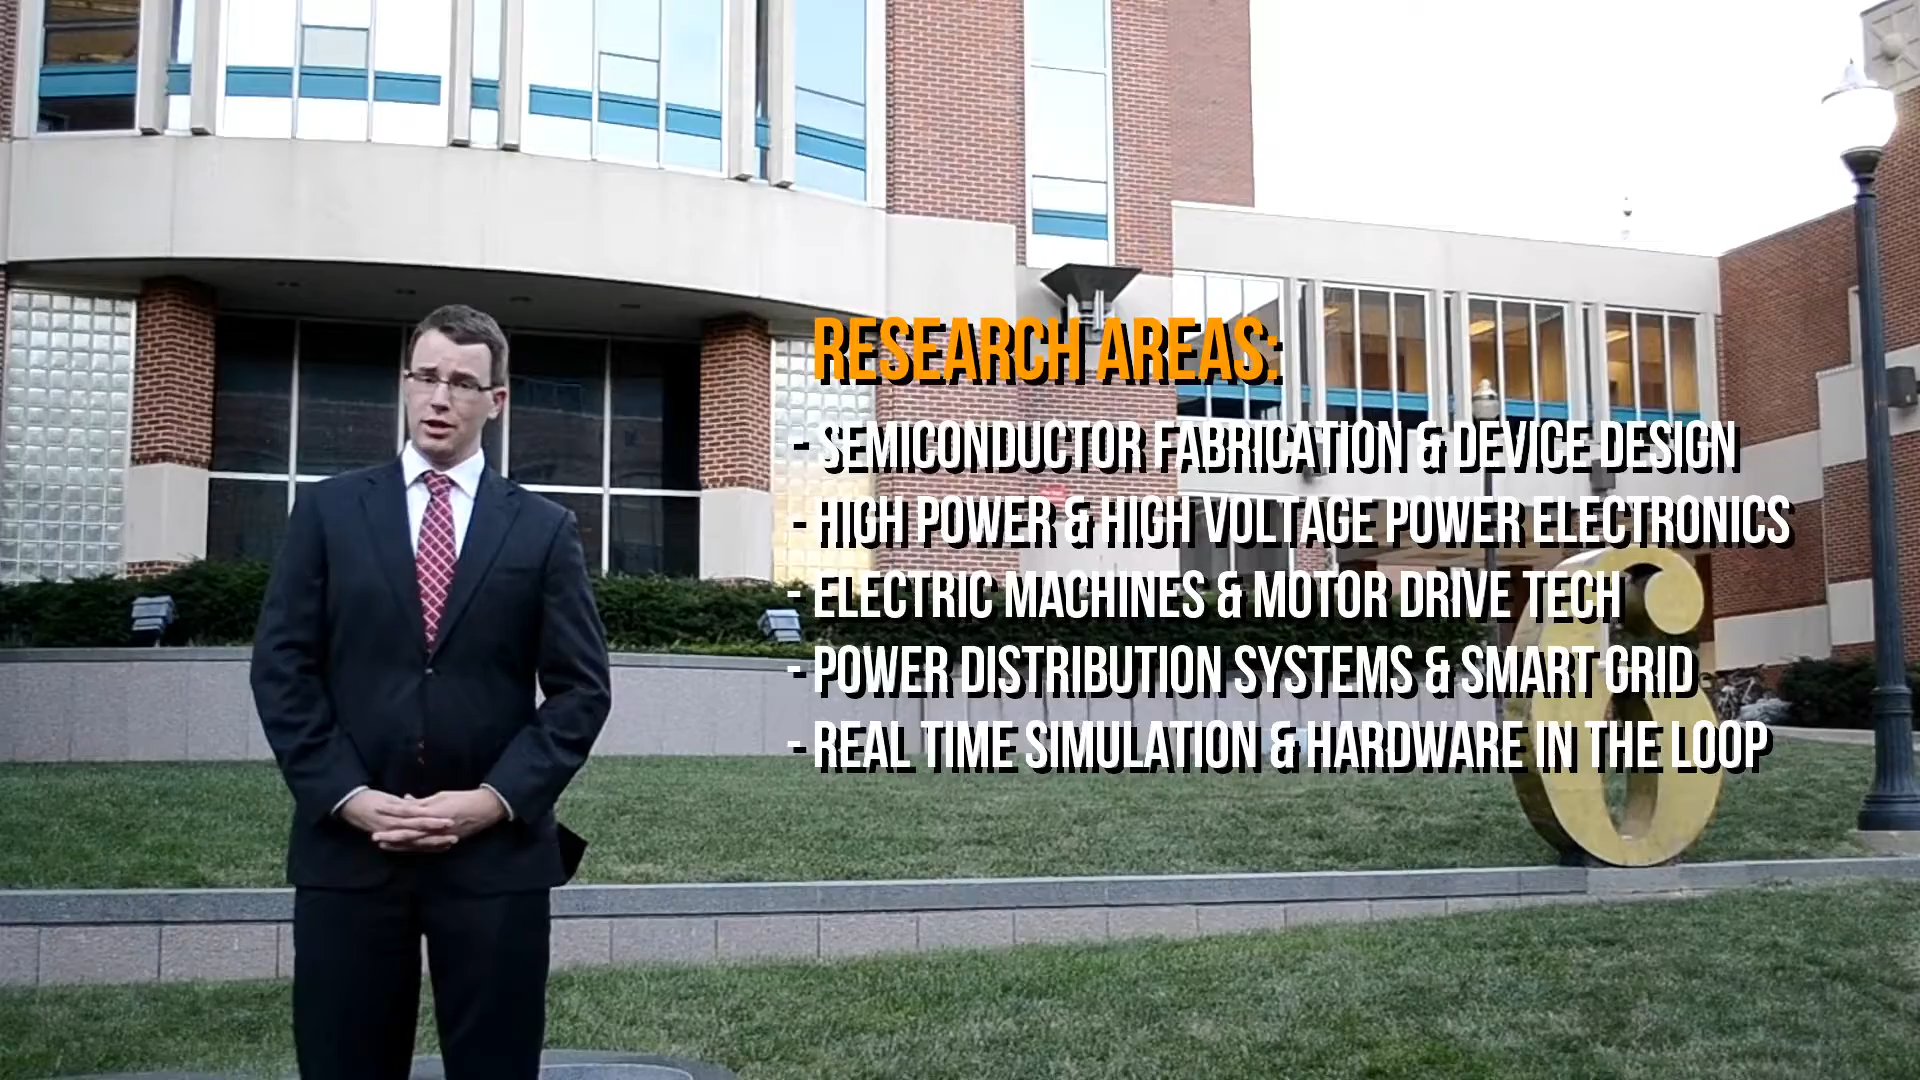 RESEARCH AREAS:
- SEMICONDUCTOR FABRICATION & DEVICE DESIGN
- HIGH POWER & HIGH VOLTAGE POWER ELECTRONICS
- ELECTRIC MACHINES & MOTOR DRIVE TECH
- POWER DISTRIBUTION SYSTEMS & SMART GRID
- REAL TIME SIMULATION & HARDWARE IN THE LOOP
6